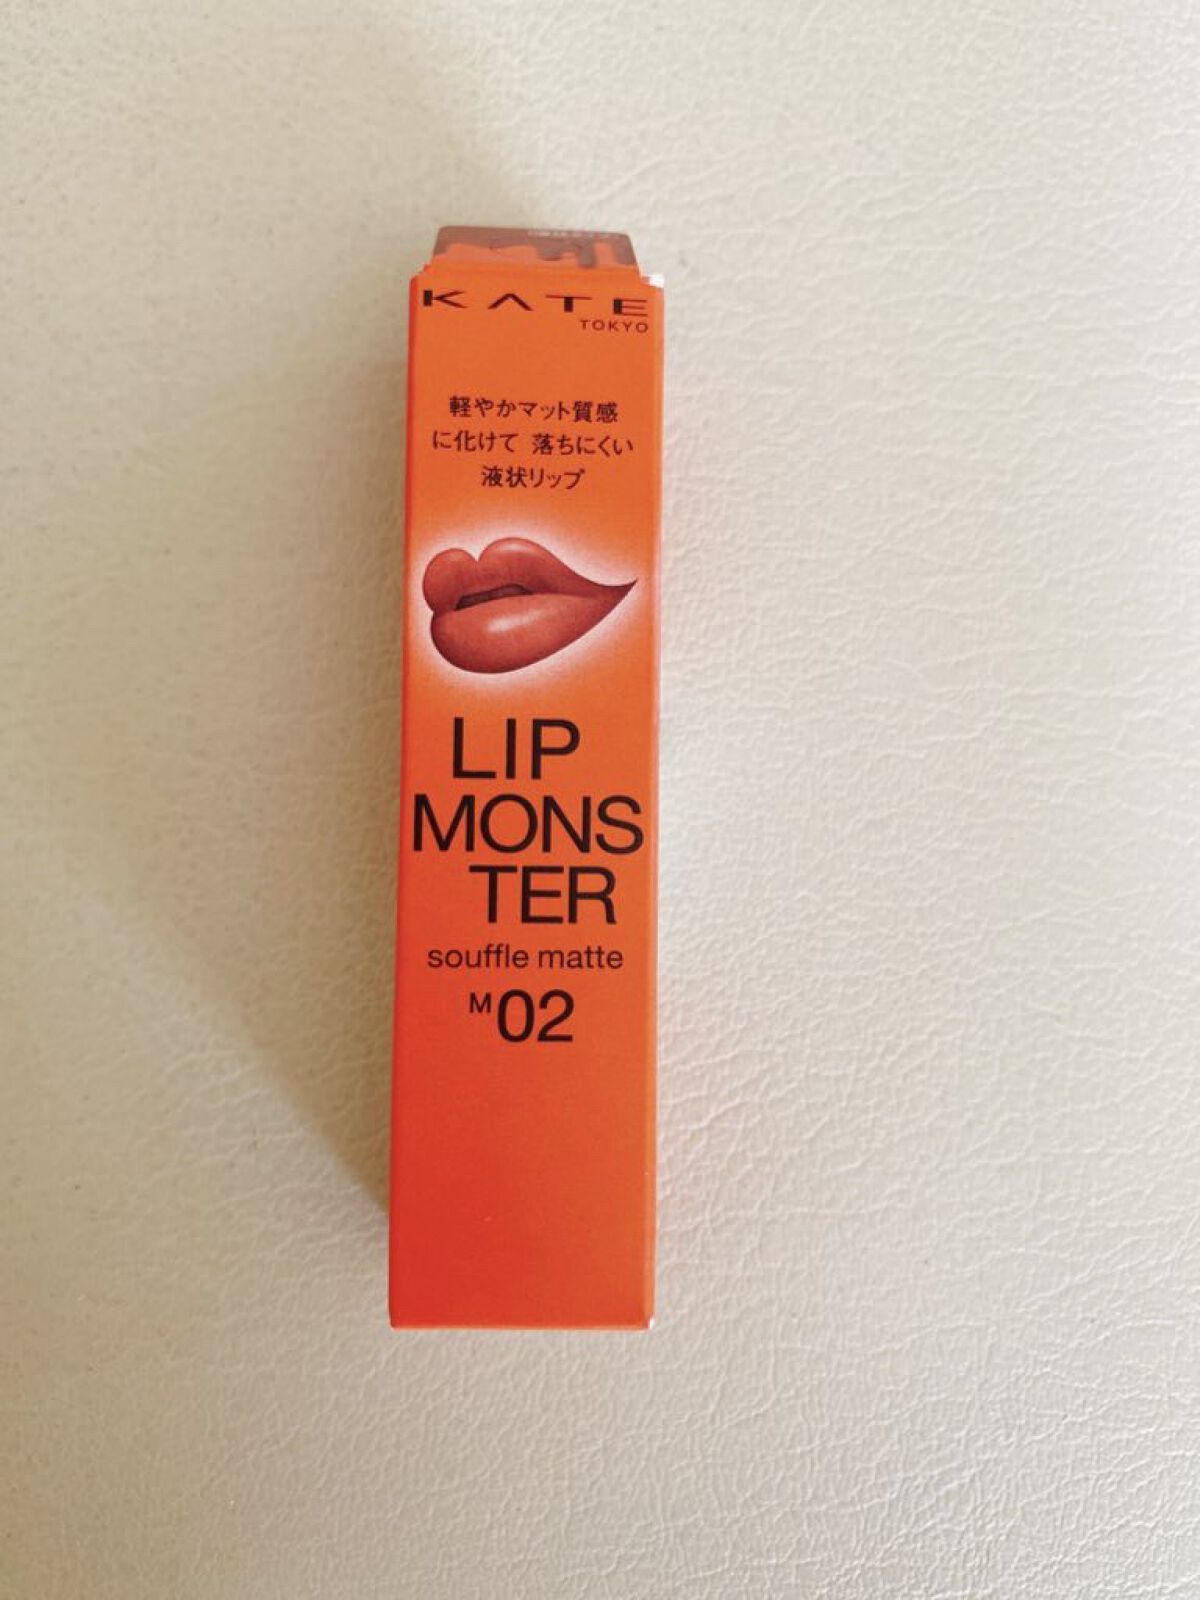 KATE
TOKYO
軽やかマット質感
に化けて 落ちにくい
液状リップ
LIP
MONS
TER
souffle matte
M02